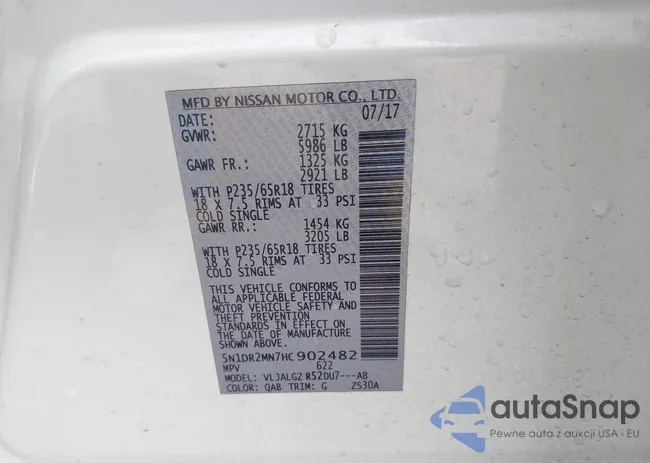 MFD BY NISSAN MOTOR CO., LTD.
DATE: 07/17
GVWR: 2715 KG
5986 LB
GAWR FR.: 1325 KG
2921 LB
WITH P235/65R18 TIRES
18 X 7.5 RIMS AT 33 PSI
COLD SINGLE
GAWR RR.: 1454 KG
3205 LB
WITH P235/65R18 TIRES
18 X 7.5 RIMS AT 33 PSI
COLD SINGLE
THIS VEHICLE CONFORMS TO
ALL APPLICABLE FEDERAL
MOTOR VEHICLE SAFETY AND
THEFT PREVENTION
STANDARDS IN EFFECT ON
THE DATE OF MANUFACTURE
SHOWN ABOVE.
5N1DR2MN7HC902482
MPV 622
MODEL: VLJALGZ R52DU7---AB
COLOR: QAB TRIM: G ZS30A
autaSnap
Pewne auta z aukcji USA i EU